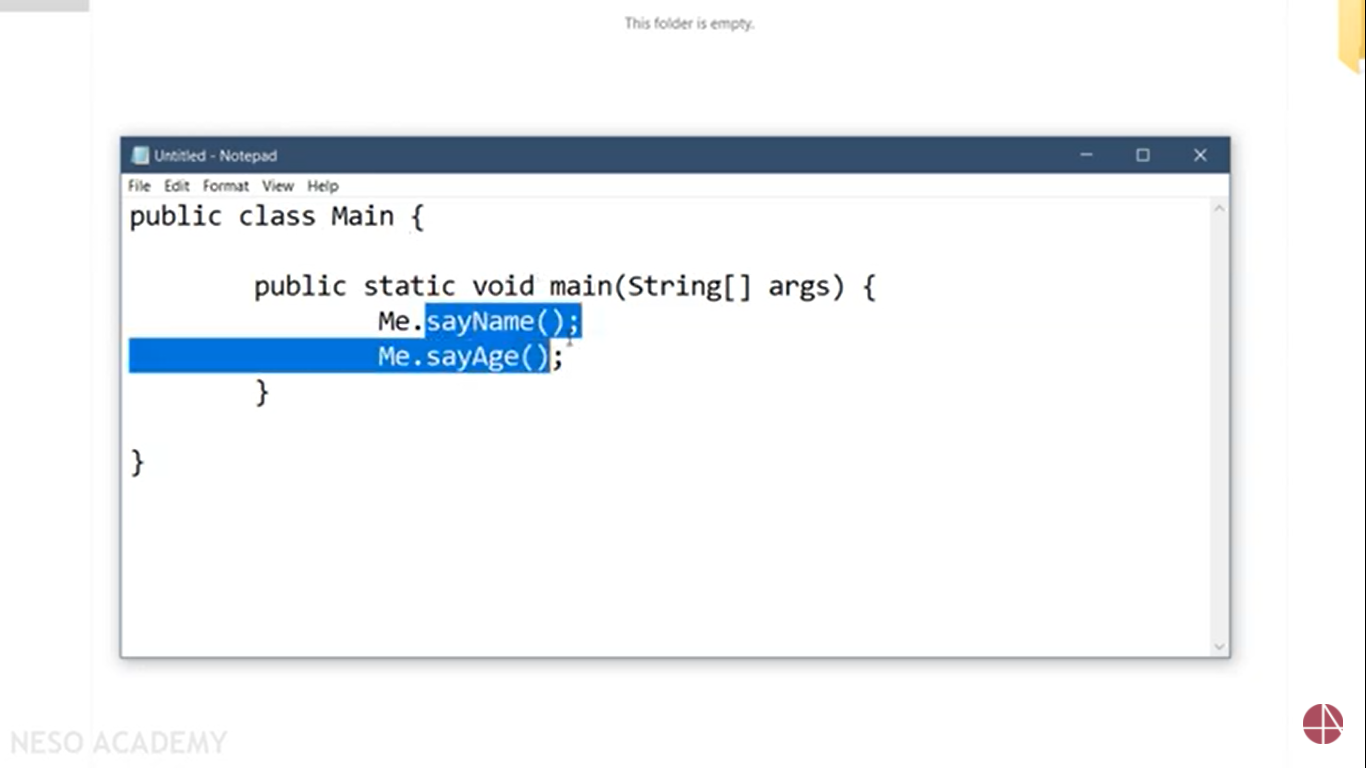 This folder is empty.
Untitled - Notepad
File Edit Format View Help
public class Main {
public static void main(String[] args) {
Me.sayName();
Me.sayAge();
}
}
NESO ACADEMY